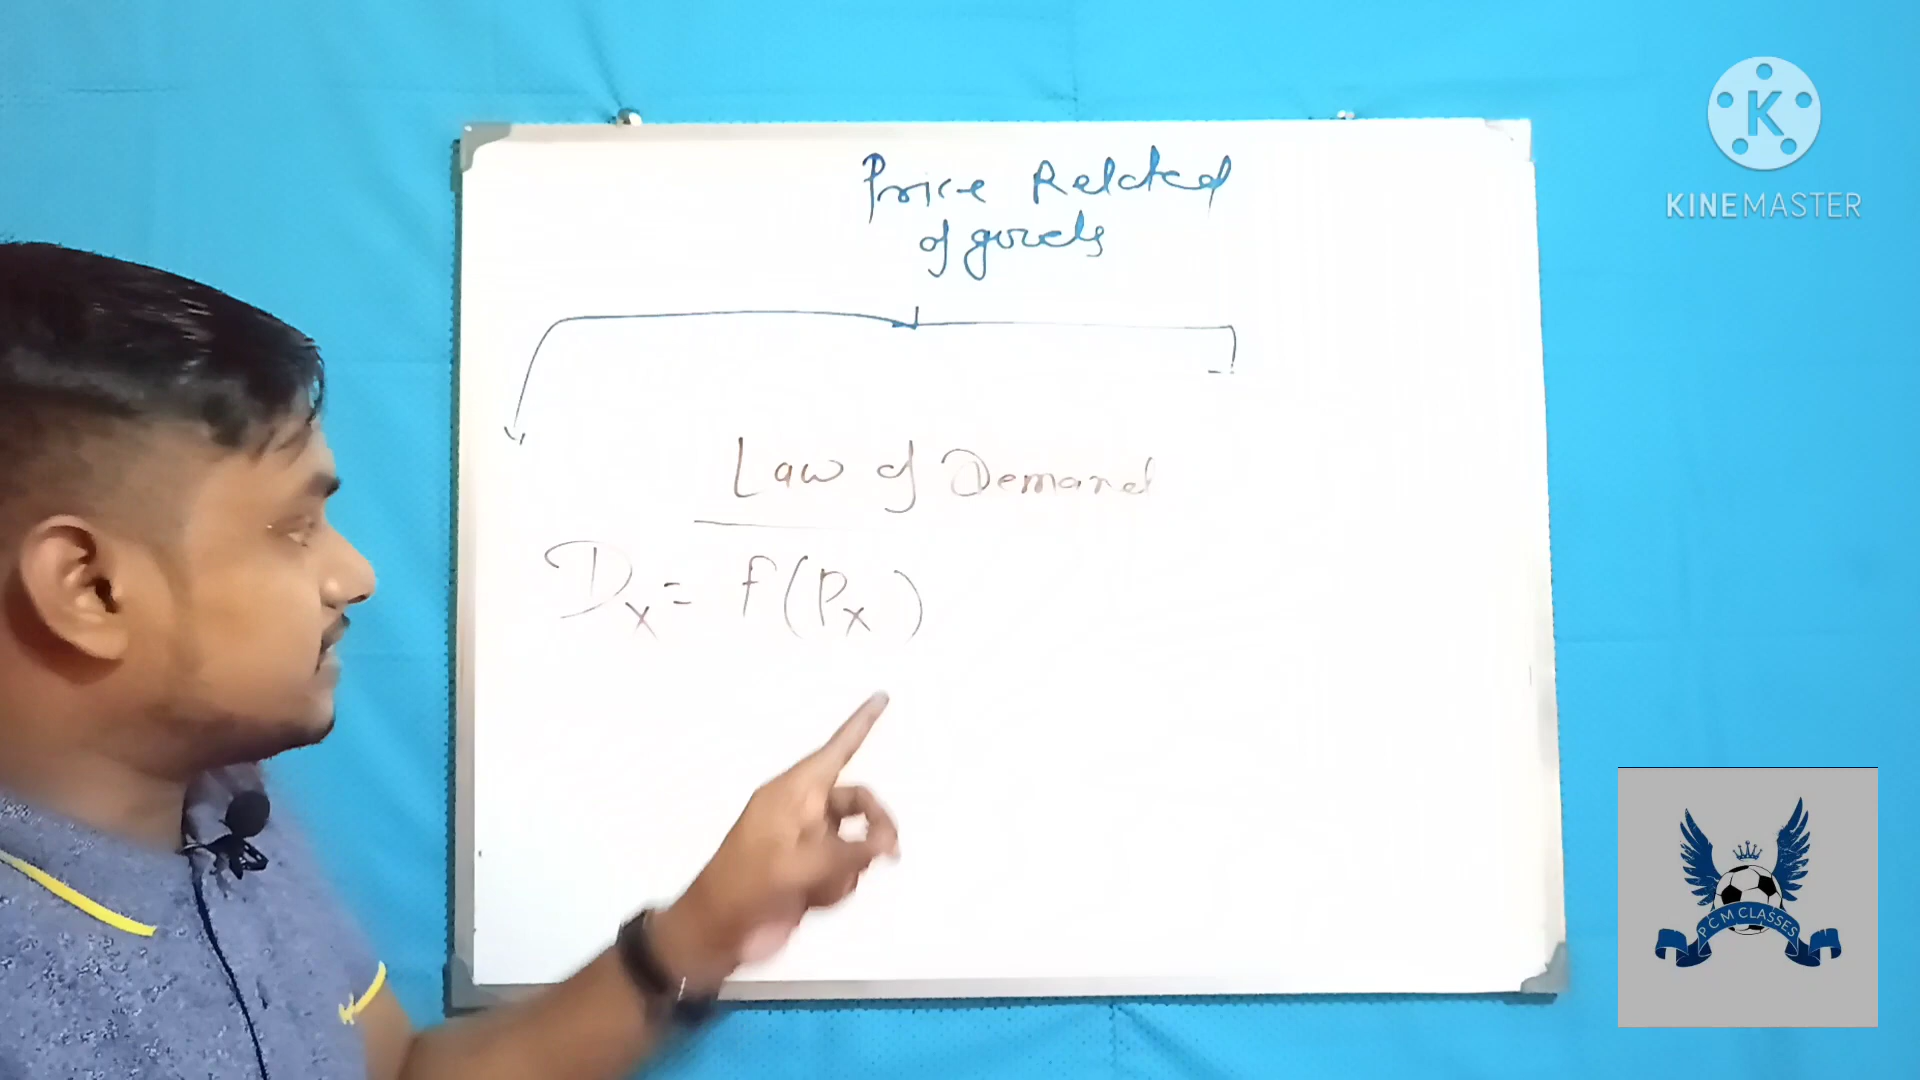 Price Related
of goods
Law of Demand
Dx = f(Px)
K
KINEMASTER
PCM CLASSES